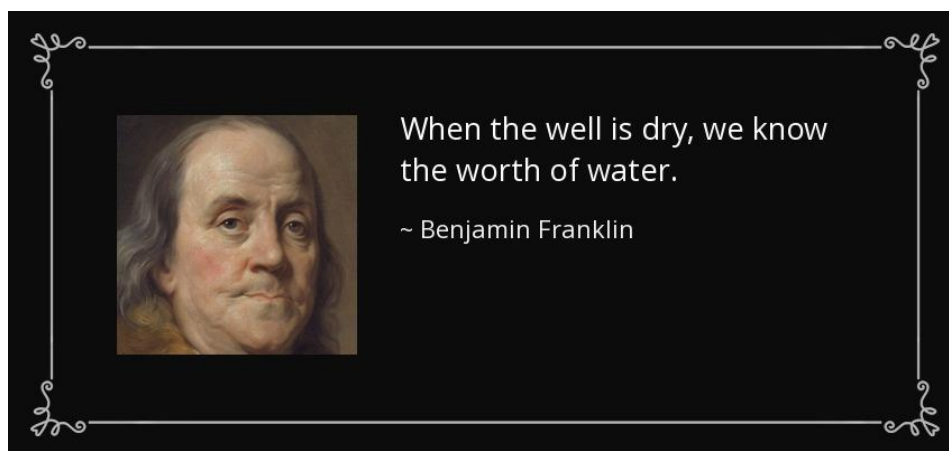 When the well is dry, we know
the worth of water.
~ Benjamin Franklin